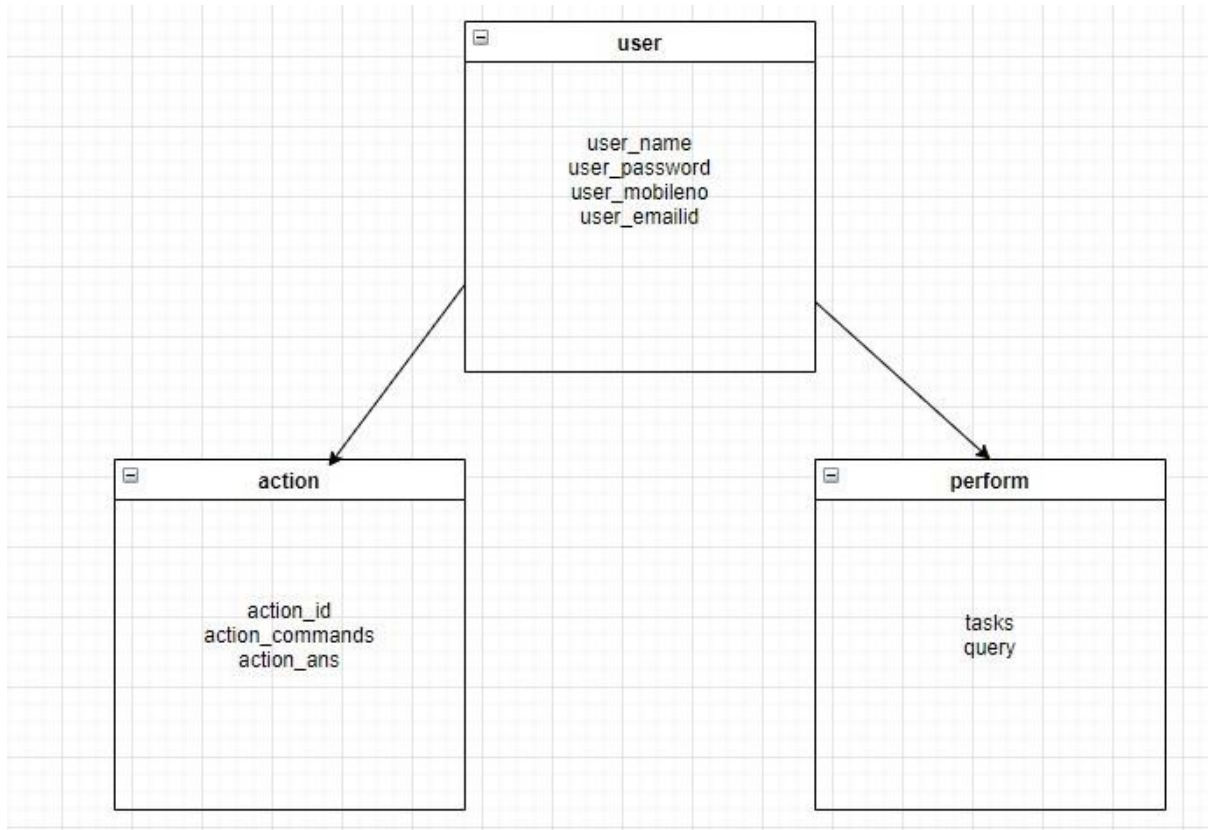 user
user_name
user_password
user_mobileno
user_emailid
action
action_id
action_commands
action_ans
perform
tasks
query